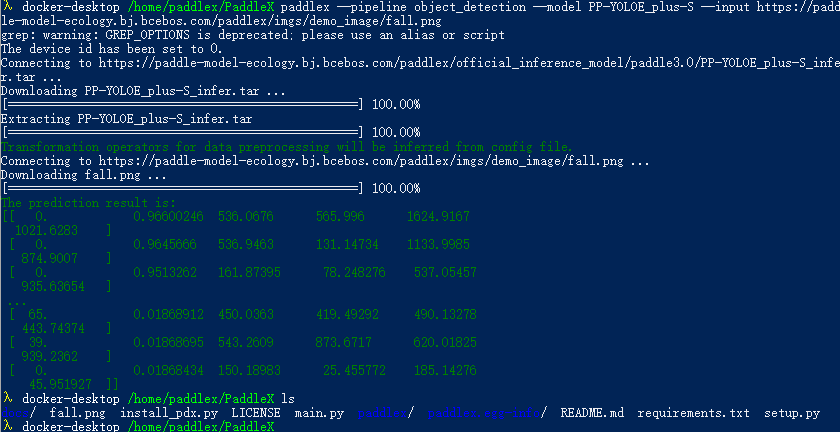 λ docker-desktop /home/paddlex/PaddleX paddlex --pipeline object_detection --model PP-YOLOE_plus-S --input https://pad
dle-model-ecology.bj.bcebos.com/paddlex/imgs/demo_image/fall.png
grep: warning: GREP_OPTIONS is deprecated; please use an alias or script
The device id has been set to 0.
Connecting to https://paddle-model-ecology.bj.bcebos.com/paddlex/official_inference_model/paddle3.0/PP-YOLOE_plus-S_infe
r.tar ...
Downloading PP-YOLOE_plus-S_infer.tar ...
[==================================================] 100.00%
Extracting PP-YOLOE_plus-S_infer.tar
[==================================================] 100.00%
Transformation operators for data preprocessing will be inferred from config file.
Connecting to https://paddle-model-ecology.bj.bcebos.com/paddlex/imgs/demo_image/fall.png ...
Downloading fall.png ...
[==================================================] 100.00%
The prediction result is:
[[ 0. 0.96600246 536.0676 565.996 1624.9167
1021.6283 ]
[ 0. 0.9645666 536.9463 131.14734 1133.9985
874.9007 ]
[ 0. 0.9513262 161.87395 78.248276 537.05457
935.63654 ]
...
[ 65. 0.01868912 450.0363 419.49292 490.13278
443.74374 ]
[ 39. 0.01868695 543.2609 873.6717 620.01825
939.2362 ]
[ 0. 0.01868434 150.18983 25.455772 185.14276
45.951927 ]]
λ docker-desktop /home/paddlex/PaddleX ls
docs/ fall.png install_pdx.py LICENSE main.py paddlex/ README.md requirements.txt setup.py
λ docker-desktop /home/paddlex/PaddleX